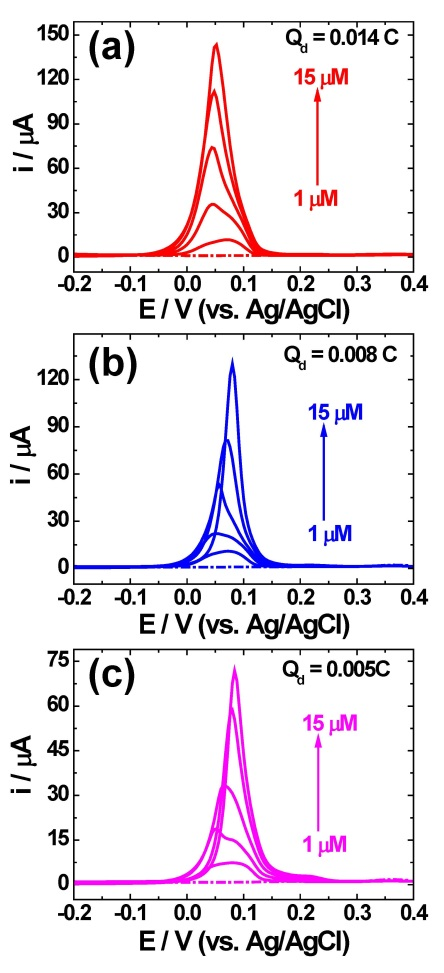 (a)
Q_d = 0.014 C
15 μM
1 μM
i / μA
150
120
90
60
30
0
-0.2 -0.1 0.0 0.1 0.2 0.3 0.4
E / V (vs. Ag/AgCl)
(b)
Q_d = 0.008 C
15 μM
1 μM
i / μA
120
90
60
30
0
-0.2 -0.1 0.0 0.1 0.2 0.3 0.4
E / V (vs. Ag/AgCl)
(c)
Q_d = 0.005C
15 μM
1 μM
i / μA
75
60
45
30
15
0
-0.2 -0.1 0.0 0.1 0.2 0.3 0.4
E / V (vs. Ag/AgCl)